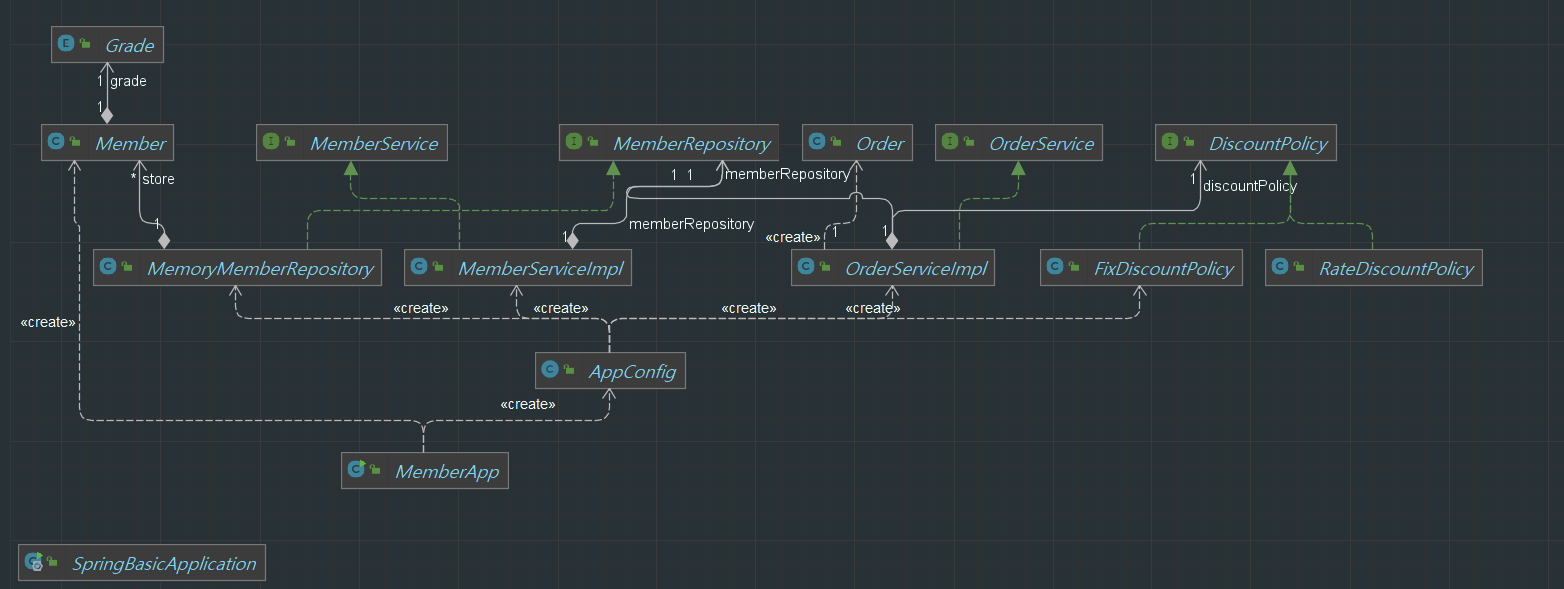 E Grade
1 grade
1
C Member
I MemberService
I MemberRepository
C Order
I OrderService
I DiscountPolicy
* store
1 1 memberRepository
1 discountPolicy
1
1 memberRepository
«create» 1
1
C MemoryMemberRepository
C MemberServiceImpl
C OrderServiceImpl
C FixDiscountPolicy
C RateDiscountPolicy
«create»
«create»
«create»
«create»
«create»
C AppConfig
«create»
C MemberApp
C SpringBasicApplication